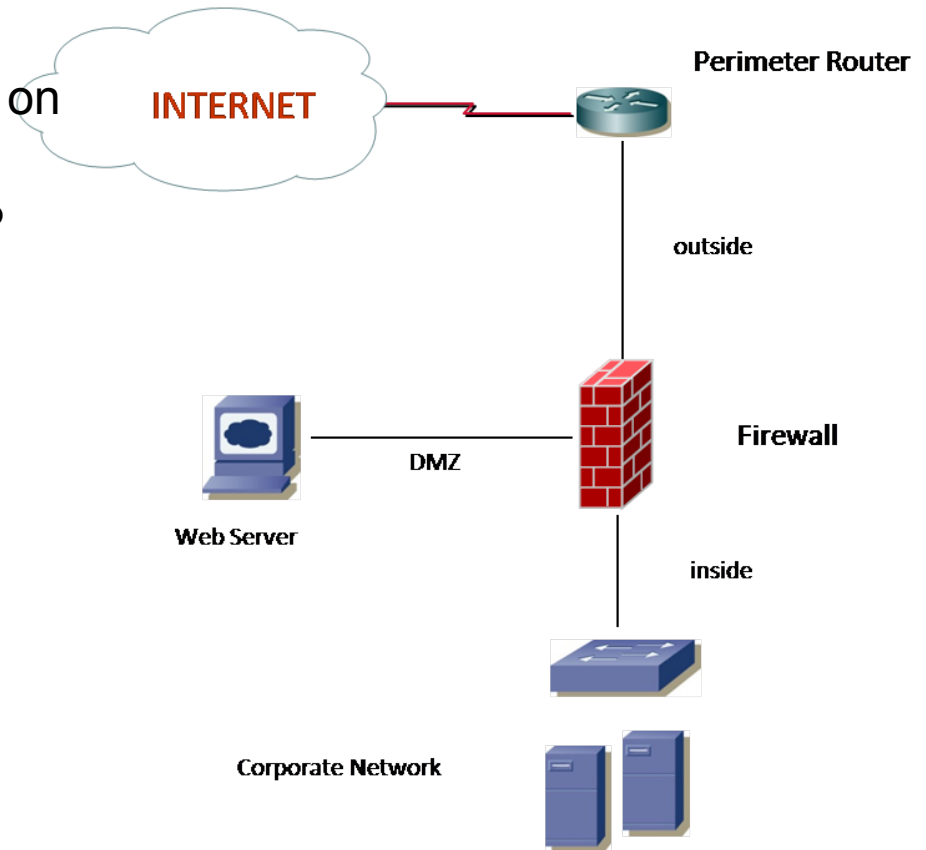 Perimeter Router
on
INTERNET
outside
Firewall
DMZ
Web Server
inside
Corporate Network